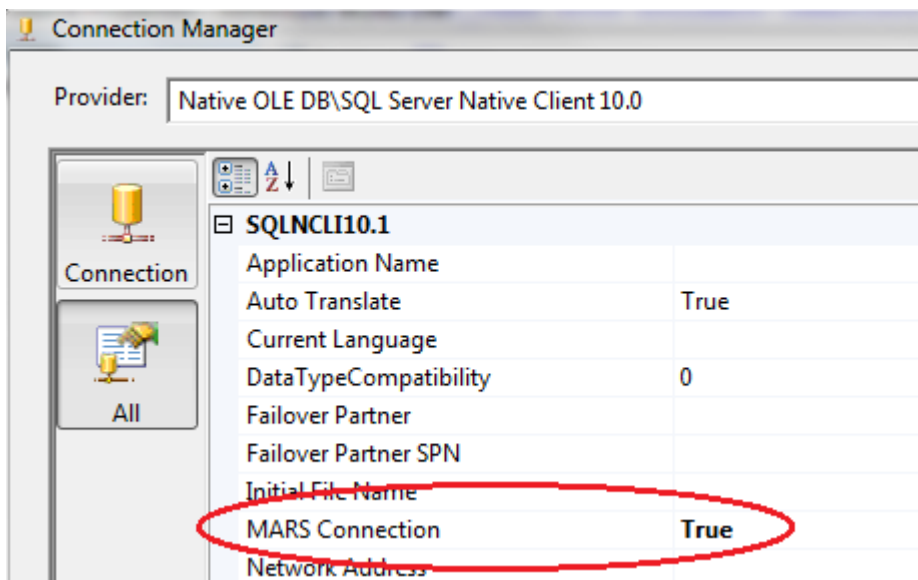 Connection Manager
Provider: Native OLE DB\SQL Server Native Client 10.0
SQLNCLI10.1
Connection
Application Name
Auto Translate True
Current Language
DataTypeCompatibility 0
All
Failover Partner
Failover Partner SPN
Initial File Name
MARS Connection True
Network Address